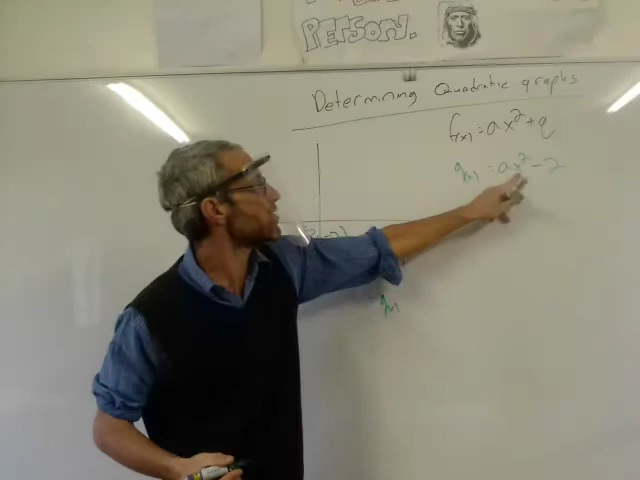 PERSON.
Determining Quadratic graphs
f(x) = ax² + q
g(x) = ax² - 2